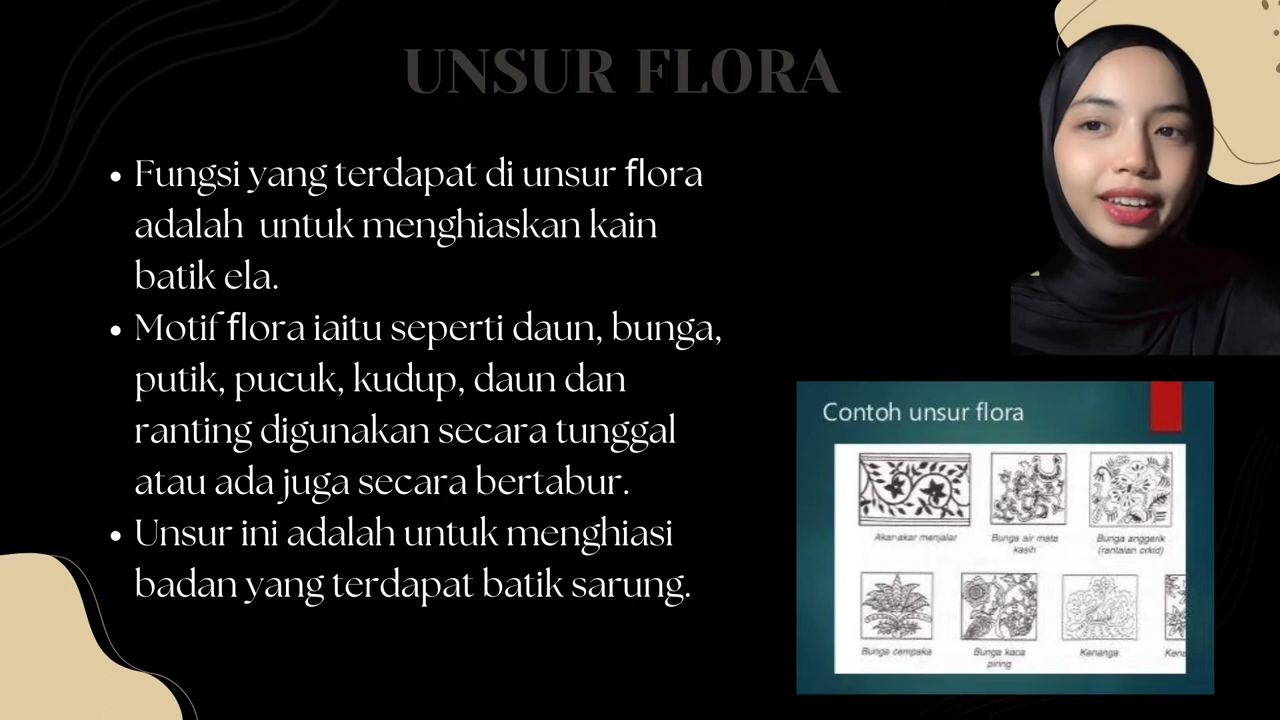 UNSUR FLORA
• Fungsi yang terdapat di unsur flora
adalah untuk menghiaskan kain
batik ela.
• Motif flora iaitu seperti daun, bunga,
putik, pucuk, kudup, daun dan
ranting digunakan secara tunggal
atau ada juga secara bertabur.
• Unsur ini adalah untuk menghiasi
badan yang terdapat batik sarung.
Contoh unsur flora
Akar-akar menjalar
Bunga air mata
kasih
Bunga anggerik
(rantaian orkid)
Bunga cempaka
Bunga kaca
piring
Kenanga
Kena